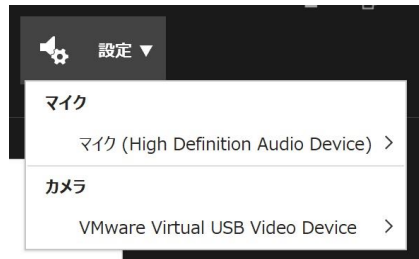 設定▼
マイク
マイク (High Definition Audio Device) >
カメラ
VMware Virtual USB Video Device >